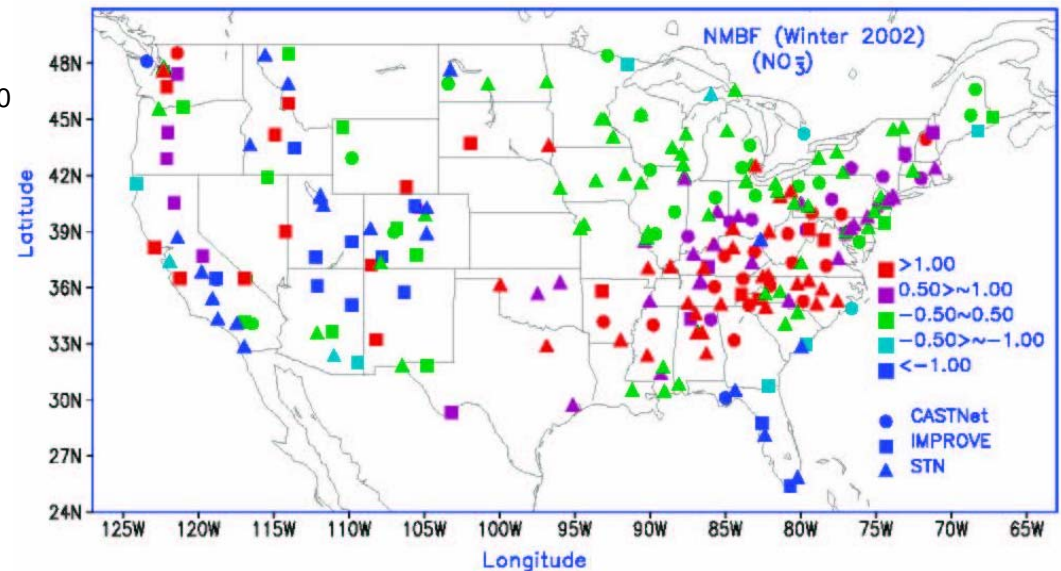 NMBF (Winter 2002)
(NO3̄)
0
48N
45N
42N
39N
36N
33N
30N
27N
24N
Latitude
>1.00
0.50>~1.00
−0.50~0.50
−0.50>~−1.00
<−1.00
CASTNet
IMPROVE
STN
125W 120W 115W 110W 105W 100W 95W 90W 85W 80W 75W 70W 65W
Longitude